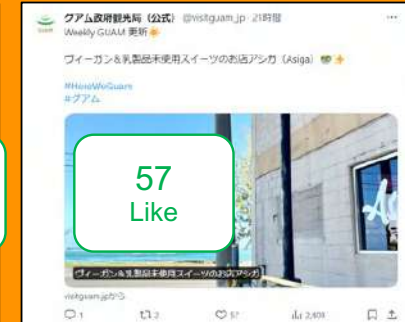 グアム政府観光局（公式） @visitguam_jp · 21時間
Weekly GUAM 更新
ヴィーガン＆乳製品未使用スイーツのお店アシガ（Asiga）
#HereWeGuam
#グアム
57
Like
ヴィーガン＆乳製品未使用スイーツのお店アシガ
visitguam.jpから
1 2 57 2,608